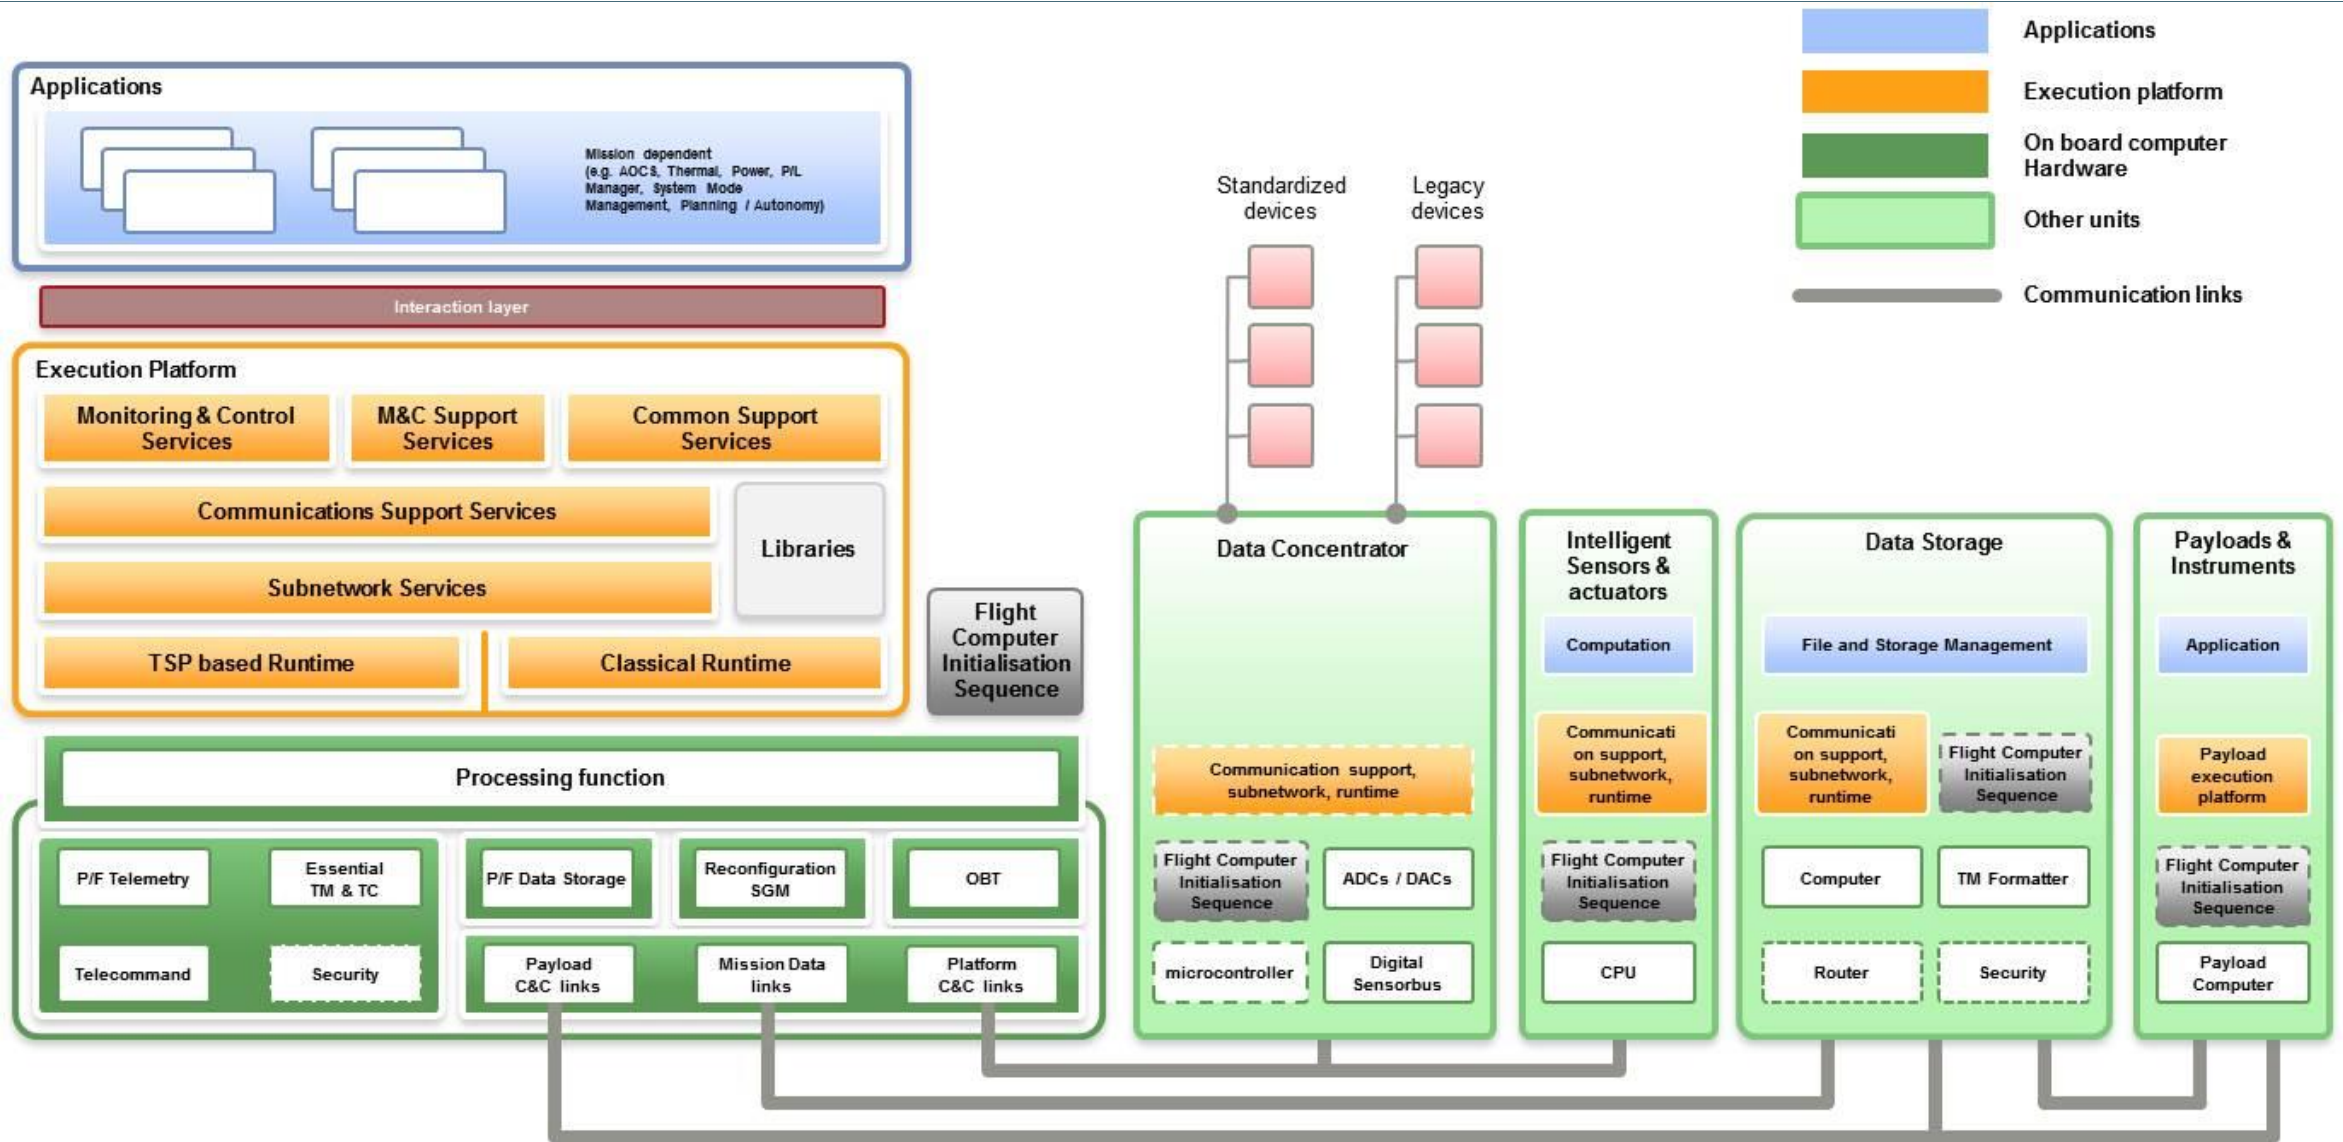 Applications
Mission dependent
(e.g. AOCS, Thermal, Power, P/L
Manager, System Mode
Management, Planning / Autonomy)
Interaction layer
Execution Platform
Monitoring & Control
Services
M&C Support
Services
Common Support
Services
Communications Support Services
Subnetwork Services
Libraries
TSP based Runtime
Classical Runtime
Flight
Computer
Initialisation
Sequence
Processing function
P/F Telemetry
Essential
TM & TC
Telecommand
Security
P/F Data Storage
Reconfiguration
SGM
OBT
Payload
C&C links
Mission Data
links
Platform
C&C links
Standardized
devices
Legacy
devices
Data Concentrator
Communication support,
subnetwork, runtime
Flight Computer
Initialisation
Sequence
ADCs / DACs
microcontroller
Digital
Sensorbus
Intelligent
Sensors &
actuators
Computation
Communicati
on support,
subnetwork,
runtime
Flight Computer
Initialisation
Sequence
CPU
Data Storage
File and Storage Management
Communicati
on support,
subnetwork,
runtime
Flight Computer
Initialisation
Sequence
Computer
TM Formatter
Router
Security
Payloads &
Instruments
Application
Payload
execution
platform
Flight Computer
Initialisation
Sequence
Payload
Computer
Applications
Execution platform
On board computer
Hardware
Other units
Communication links